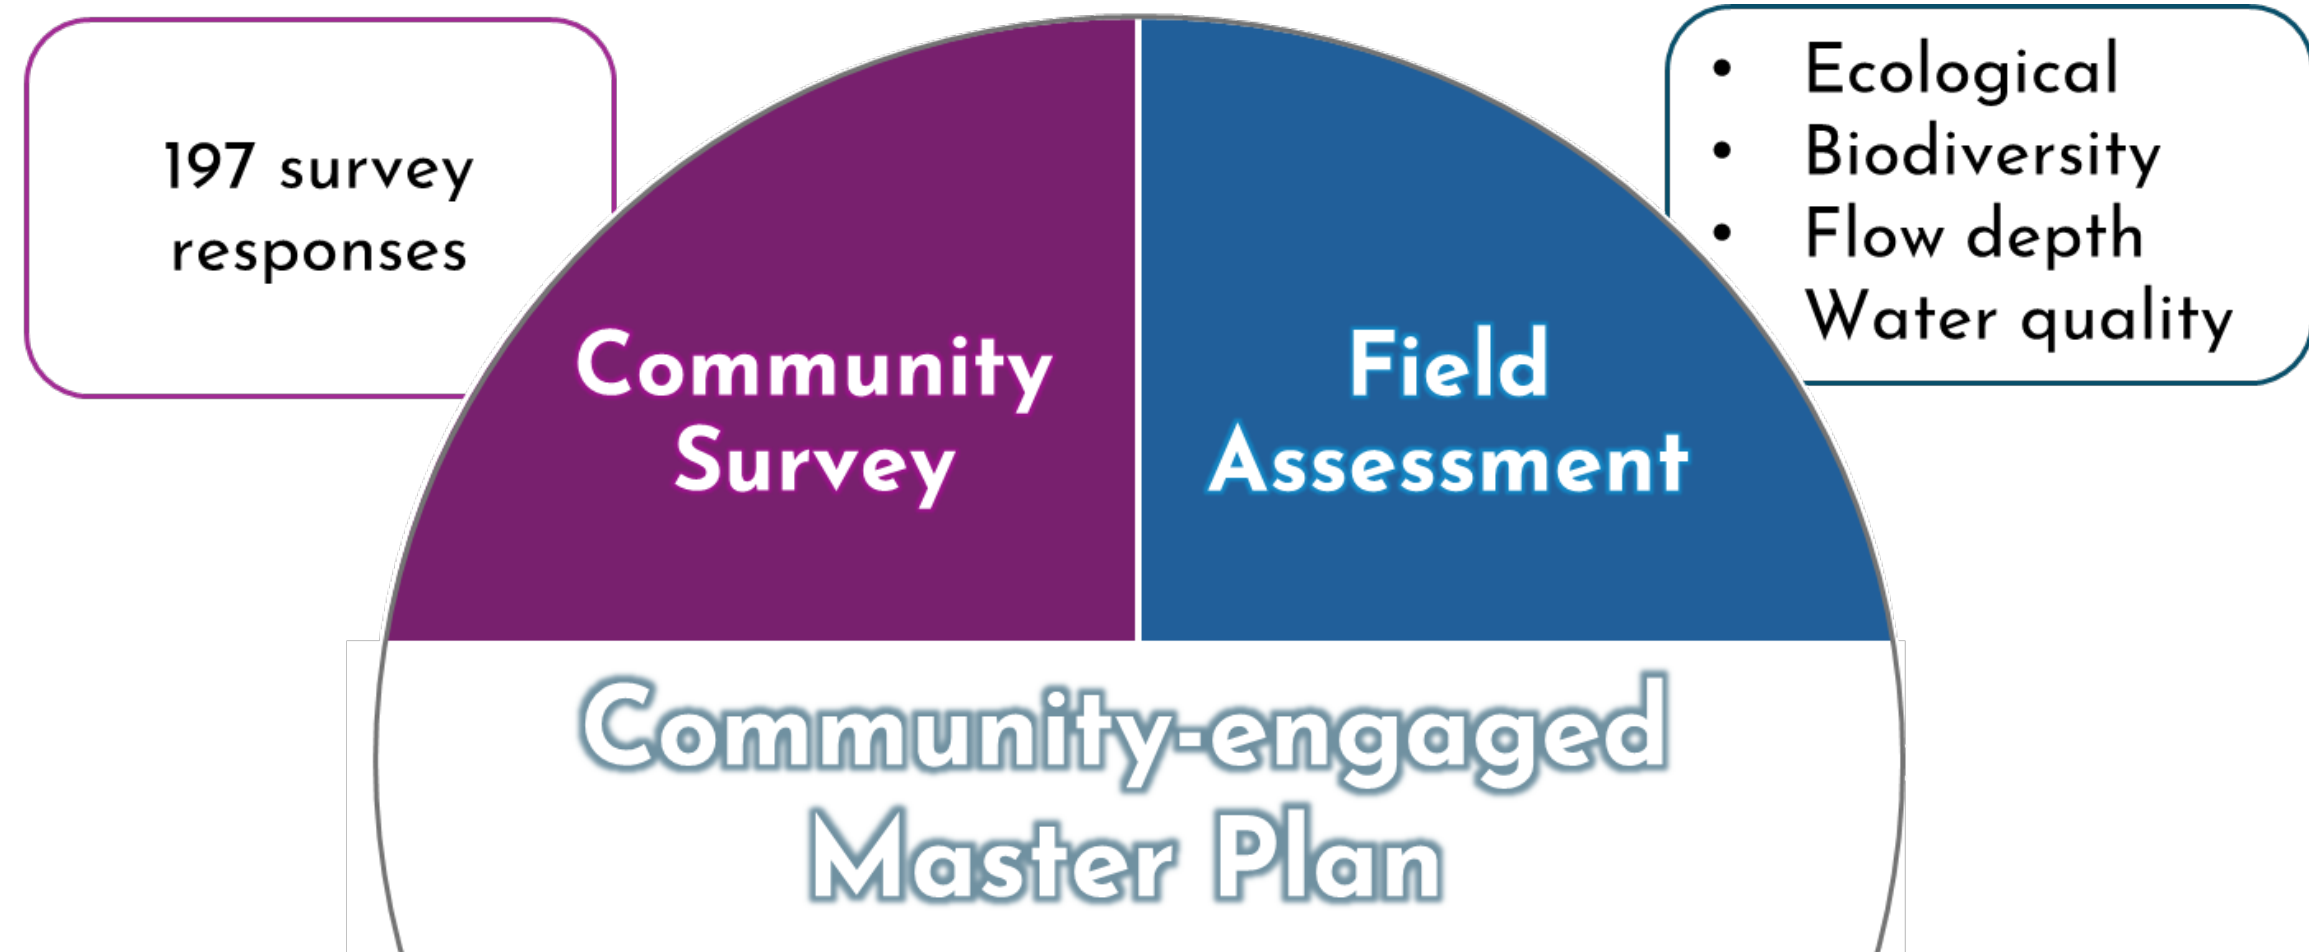 197 survey
responses
Community
Survey
Field
Assessment
• Ecological
• Biodiversity
• Flow depth
Water quality
Community-engaged
Master Plan